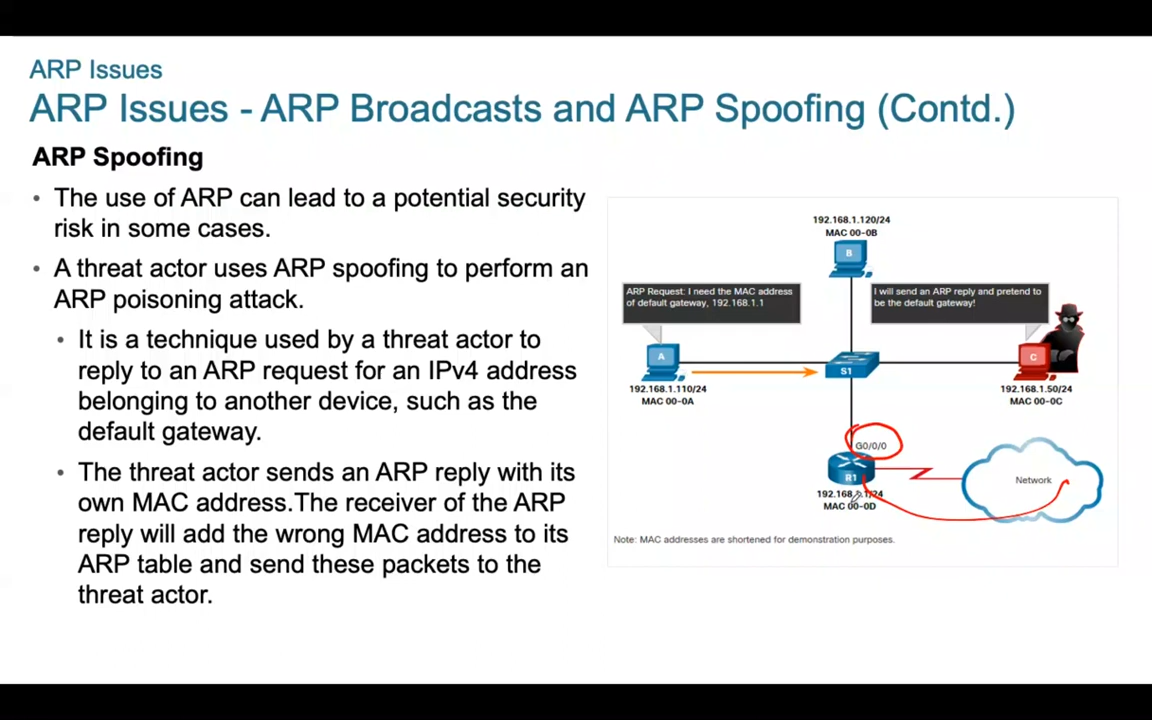 ARP Issues
ARP Issues - ARP Broadcasts and ARP Spoofing (Contd.)
ARP Spoofing
• The use of ARP can lead to a potential security
risk in some cases.
• A threat actor uses ARP spoofing to perform an
ARP poisoning attack.
• It is a technique used by a threat actor to
reply to an ARP request for an IPv4 address
belonging to another device, such as the
default gateway.
• The threat actor sends an ARP reply with its
own MAC address.The receiver of the ARP
reply will add the wrong MAC address to its
ARP table and send these packets to the
threat actor.
192.168.1.120/24
MAC 00-0B
B
ARP Request: I need the MAC address
of default gateway, 192.168.1.1
I will send an ARP reply and pretend to
be the default gateway!
A
S1
C
192.168.1.110/24
MAC 00-0A
192.168.1.50/24
MAC 00-0C
G0/0/0
R1
Network
192.168.1.1/24
MAC 00-0D
Note: MAC addresses are shortened for demonstration purposes.